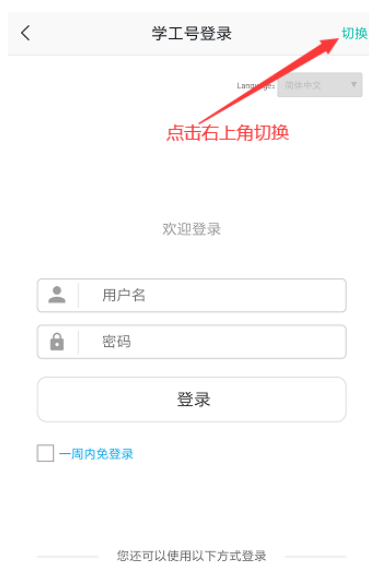 学工号登录
切换
Language:
简体中文
点击右上角切换
欢迎登录
用户名
密码
登录
一周内免登录
您还可以使用以下方式登录